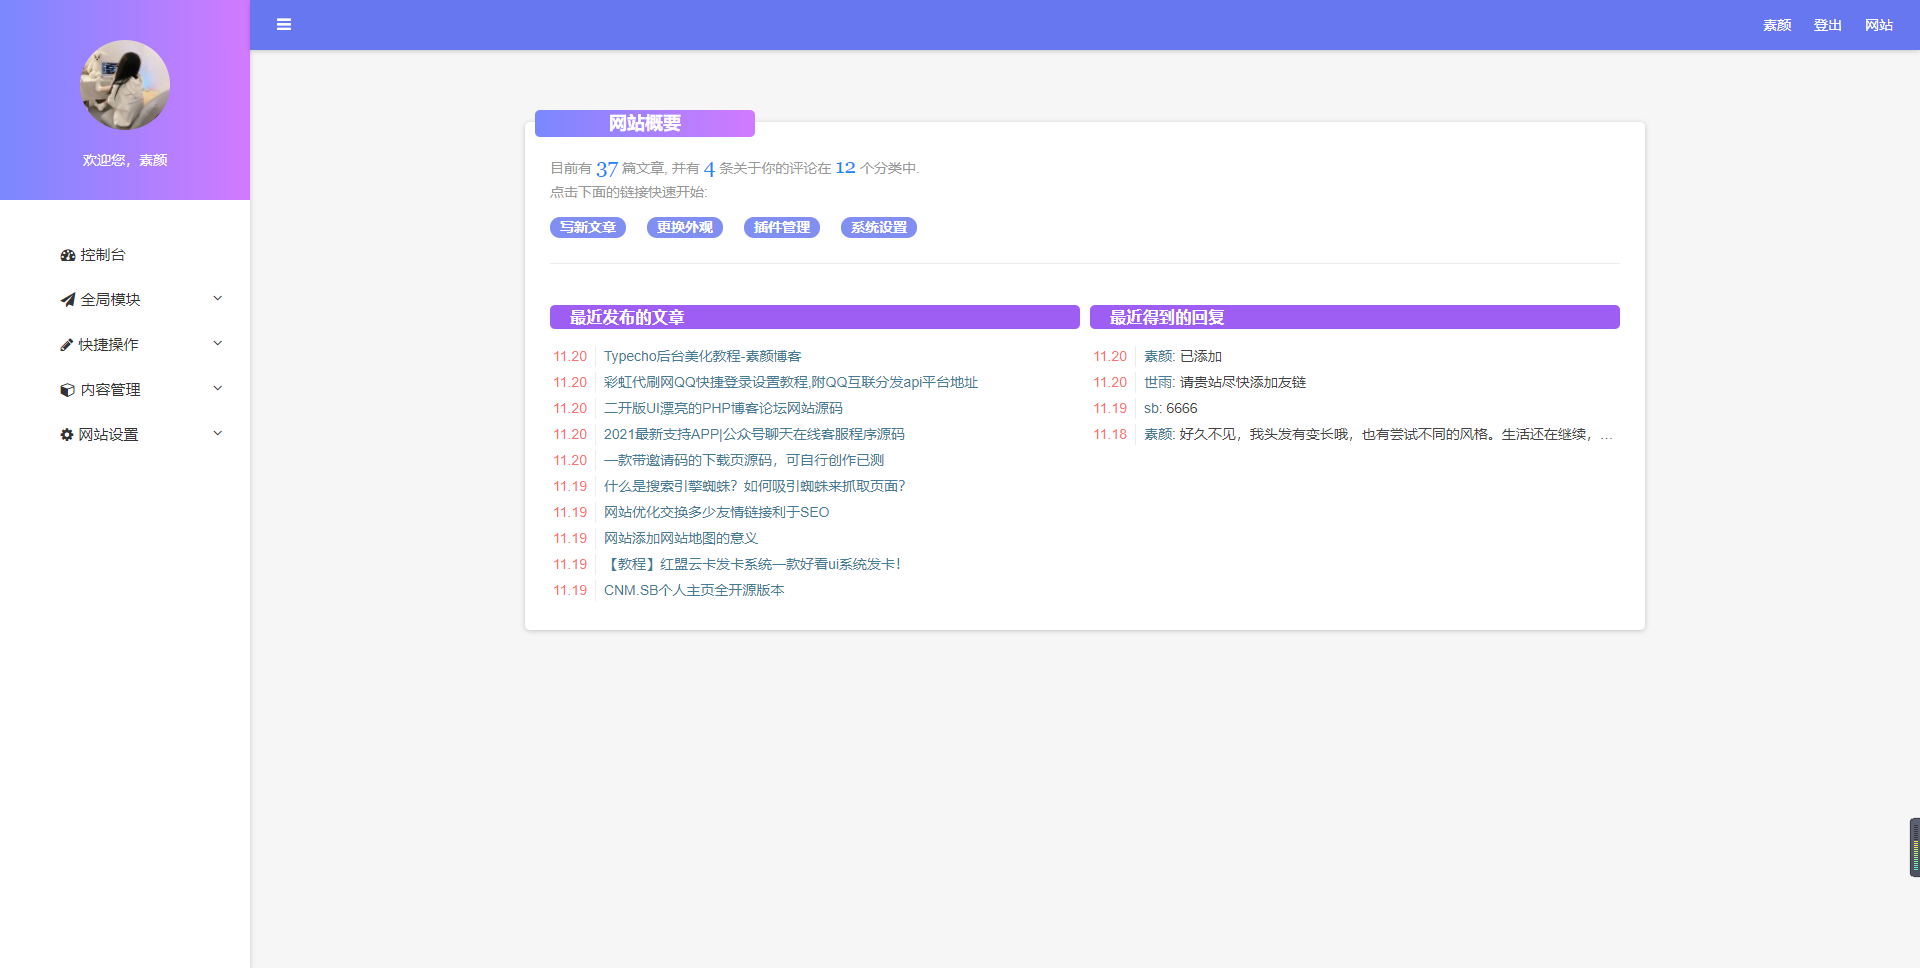 素颜 登出 网站
欢迎您，素颜
控制台
全局模块
快捷操作
内容管理
网站设置
网站概要
目前有 37 篇文章, 并有 4 条关于你的评论在 12 个分类中.
点击下面的链接快速开始:
写新文章 更换外观 插件管理 系统设置
最近发布的文章
11.20 Typecho后台美化教程-素颜博客
11.20 彩虹代刷网QQ快捷登录设置教程,附QQ互联分发api平台地址
11.20 二开版UI漂亮的PHP博客论坛网站源码
11.20 2021最新支持APP|公众号聊天在线客服程序源码
11.20 一款带邀请码的下载页源码，可自行创作已测
11.19 什么是搜索引擎蜘蛛？如何吸引蜘蛛来抓取页面？
11.19 网站优化交换多少友情链接利于SEO
11.19 网站添加网站地图的意义
11.19 【教程】红盟云卡发卡系统一款好看ui系统发卡！
11.19 CNM.SB个人主页全开源版本
最近得到的回复
11.20 素颜: 已添加
11.20 世雨: 请贵站尽快添加友链
11.19 sb: 6666
11.18 素颜: 好久不见，我头发有变长哦，也有尝试不同的风格。生活还在继续，...